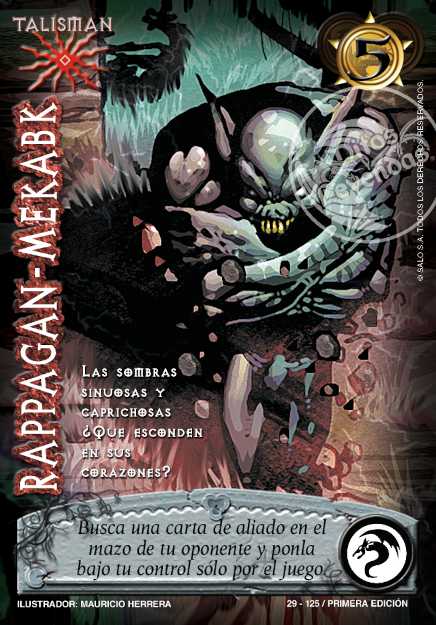 TALISMAN
5
RAPPAGAN-MEKABK
© SALO S.A. TODOS LOS DERECHOS RESERVADOS.
Las sombras
sinuosas y
caprichosas
¿Que esconden
en sus
corazones?
Busca una carta de aliado en el
mazo de tu oponente y ponla
bajo tu control sólo por el juego
ILUSTRADOR: MAURICIO HERRERA
29 - 125 / PRIMERA EDICIÓN